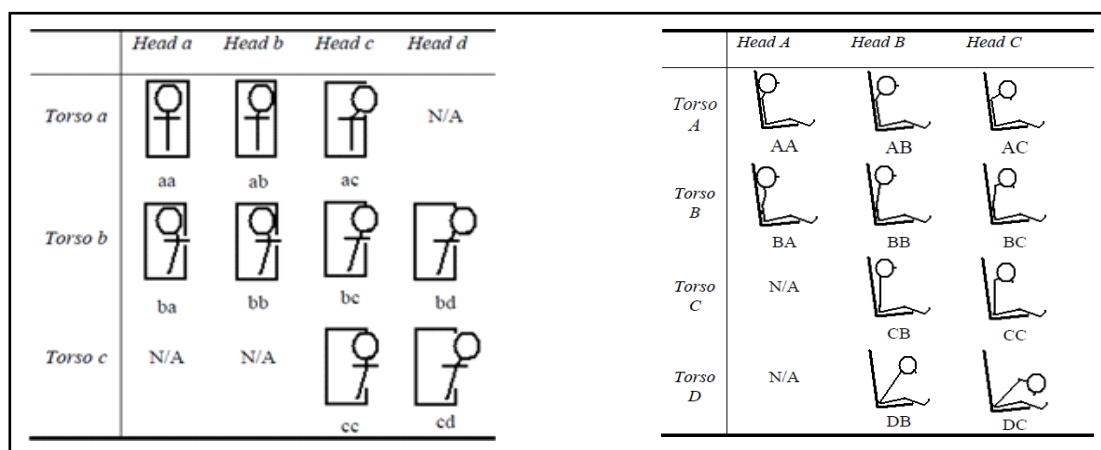 Head a Head b Head c Head d
Torso a N/A
aa ab ac
Torso b
ba bb bc bd
Torso c N/A N/A
cc cd
Head A Head B Head C
Torso
A
AA AB AC
Torso
B
BA BB BC
Torso
C
N/A
CB CC
Torso
D
N/A
DB DC